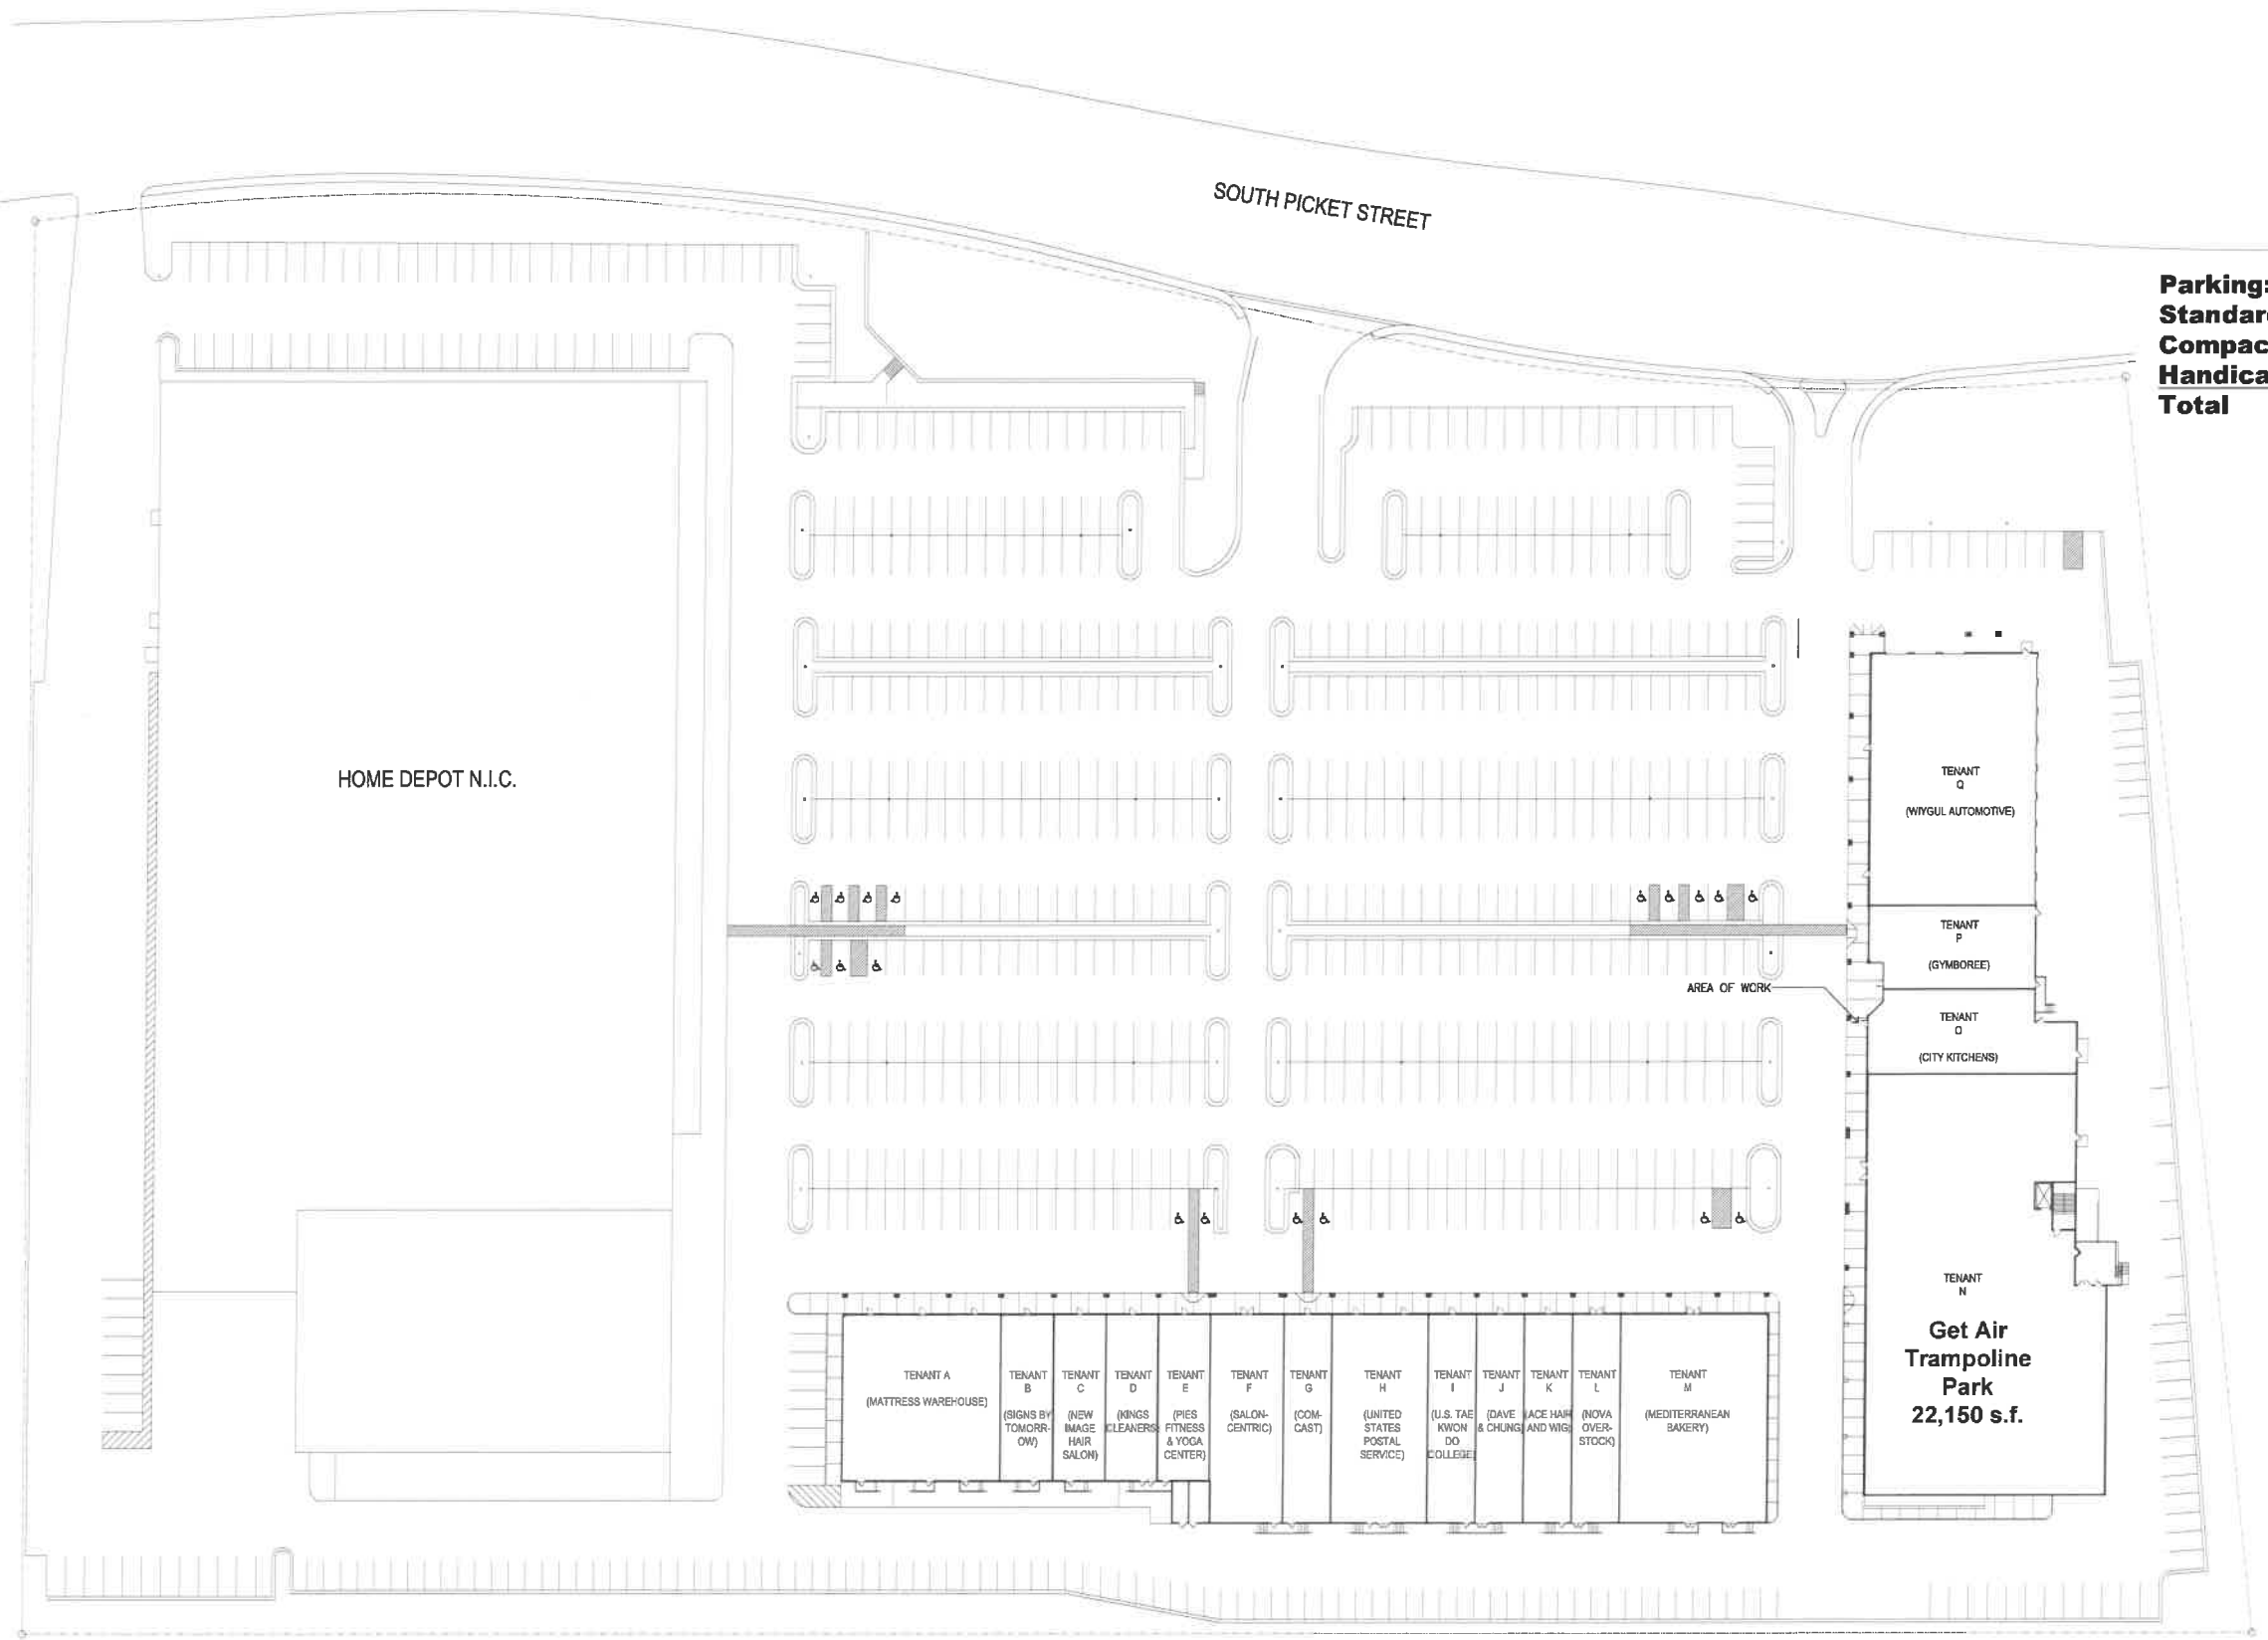 SOUTH PICKET STREET
Parking:
Standar
Compac
Handica
Total
HOME DEPOT N.I.C.
TENANT
Q
(WIYGUL AUTOMOTIVE)
TENANT
P
(GYMBOREE)
AREA OF WORK
TENANT
O
(CITY KITCHENS)
TENANT
N
Get Air
Trampoline
Park
22,150 s.f.
TENANT A
(MATTRESS WAREHOUSE)
TENANT
B
(SIGNS BY
TOMORR-
OW)
TENANT
C
(NEW
IMAGE
HAIR
SALON)
TENANT
D
(KINGS
CLEANERS)
TENANT
E
(PIES
FITNESS
& YOGA
CENTER)
TENANT
F
(SALON-
CENTRIC)
TENANT
G
(COM-
CAST)
TENANT
H
(UNITED
STATES
POSTAL
SERVICE)
TENANT
I
(U.S. TAE
KWON
DO
COLLEGE)
TENANT
J
(DAVE
& CHUNG)
TENANT
K
(ACE HAIR
AND WIG)
TENANT
L
(NOVA
OVER-
STOCK)
TENANT
M
(MEDITERRANEAN
BAKERY)